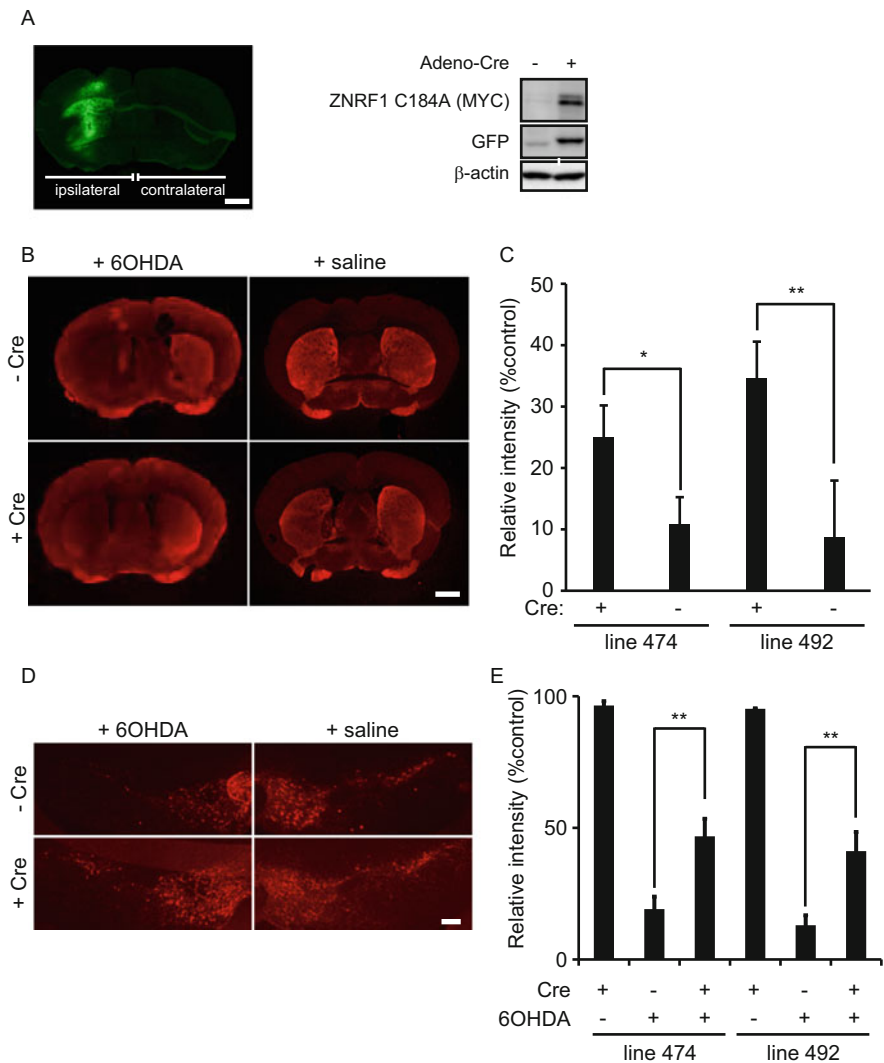 A
ipsilateral contralateral
Adeno-Cre - +
ZNRF1 C184A (MYC)
GFP
β-actin
B
+ 6OHDA + saline
- Cre
+ Cre
C
Relative intensity (%control)
50
40
30
20
10
0
* **
Cre: + - + -
line 474 line 492
D
+ 6OHDA + saline
- Cre
+ Cre
E
Relative intensity (%control)
100
50
0
** **
Cre + - + + - +
6OHDA - + + - + +
line 474 line 492